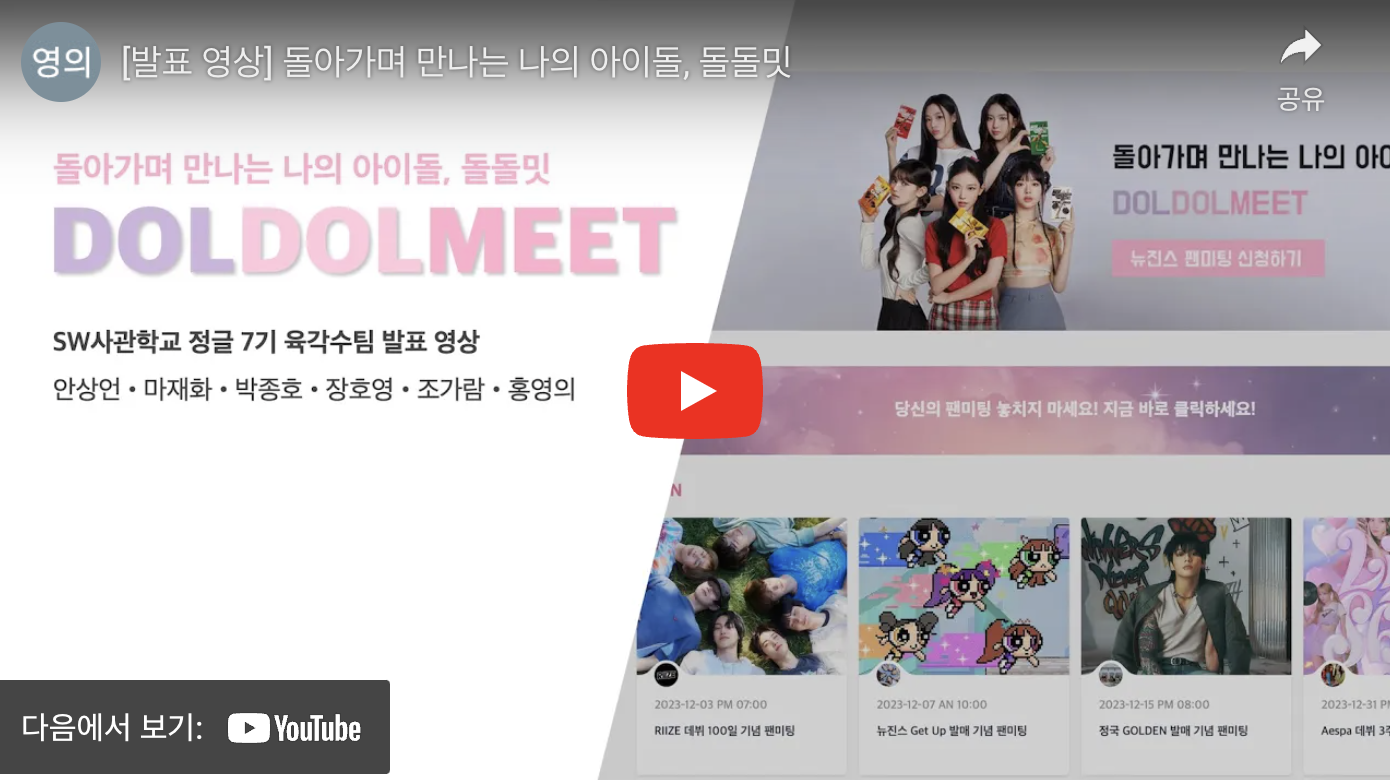 영의
[발표 영상] 돌아가며 만나는 나의 아이돌, 돌돌밋
공유
돌아가며 만나는 나의 아이돌, 돌돌밋
DOLDOLMEET
SW사관학교 정글 7기 육각수팀 발표 영상
안상언 • 마재화 • 박종호 • 장호영 • 조가람 • 홍영의
돌아가며 만나는 나의 아이
DOLDOLMEET
뉴진스 팬미팅 신청하기
당신의 팬미팅 놓치지 마세요! 지금 바로 클릭하세요!
N
RIIZE
2023-12-03 PM 07:00
RIIZE 데뷔 100일 기념 팬미팅
2023-12-07 AN 10:00
뉴진스 Get Up 발매 기념 팬미팅
2023-12-15 PM 08:00
정국 GOLDEN 발매 기념 팬미팅
2023-12-31 P
Aespa 데뷔 3
다음에서 보기: YouTube